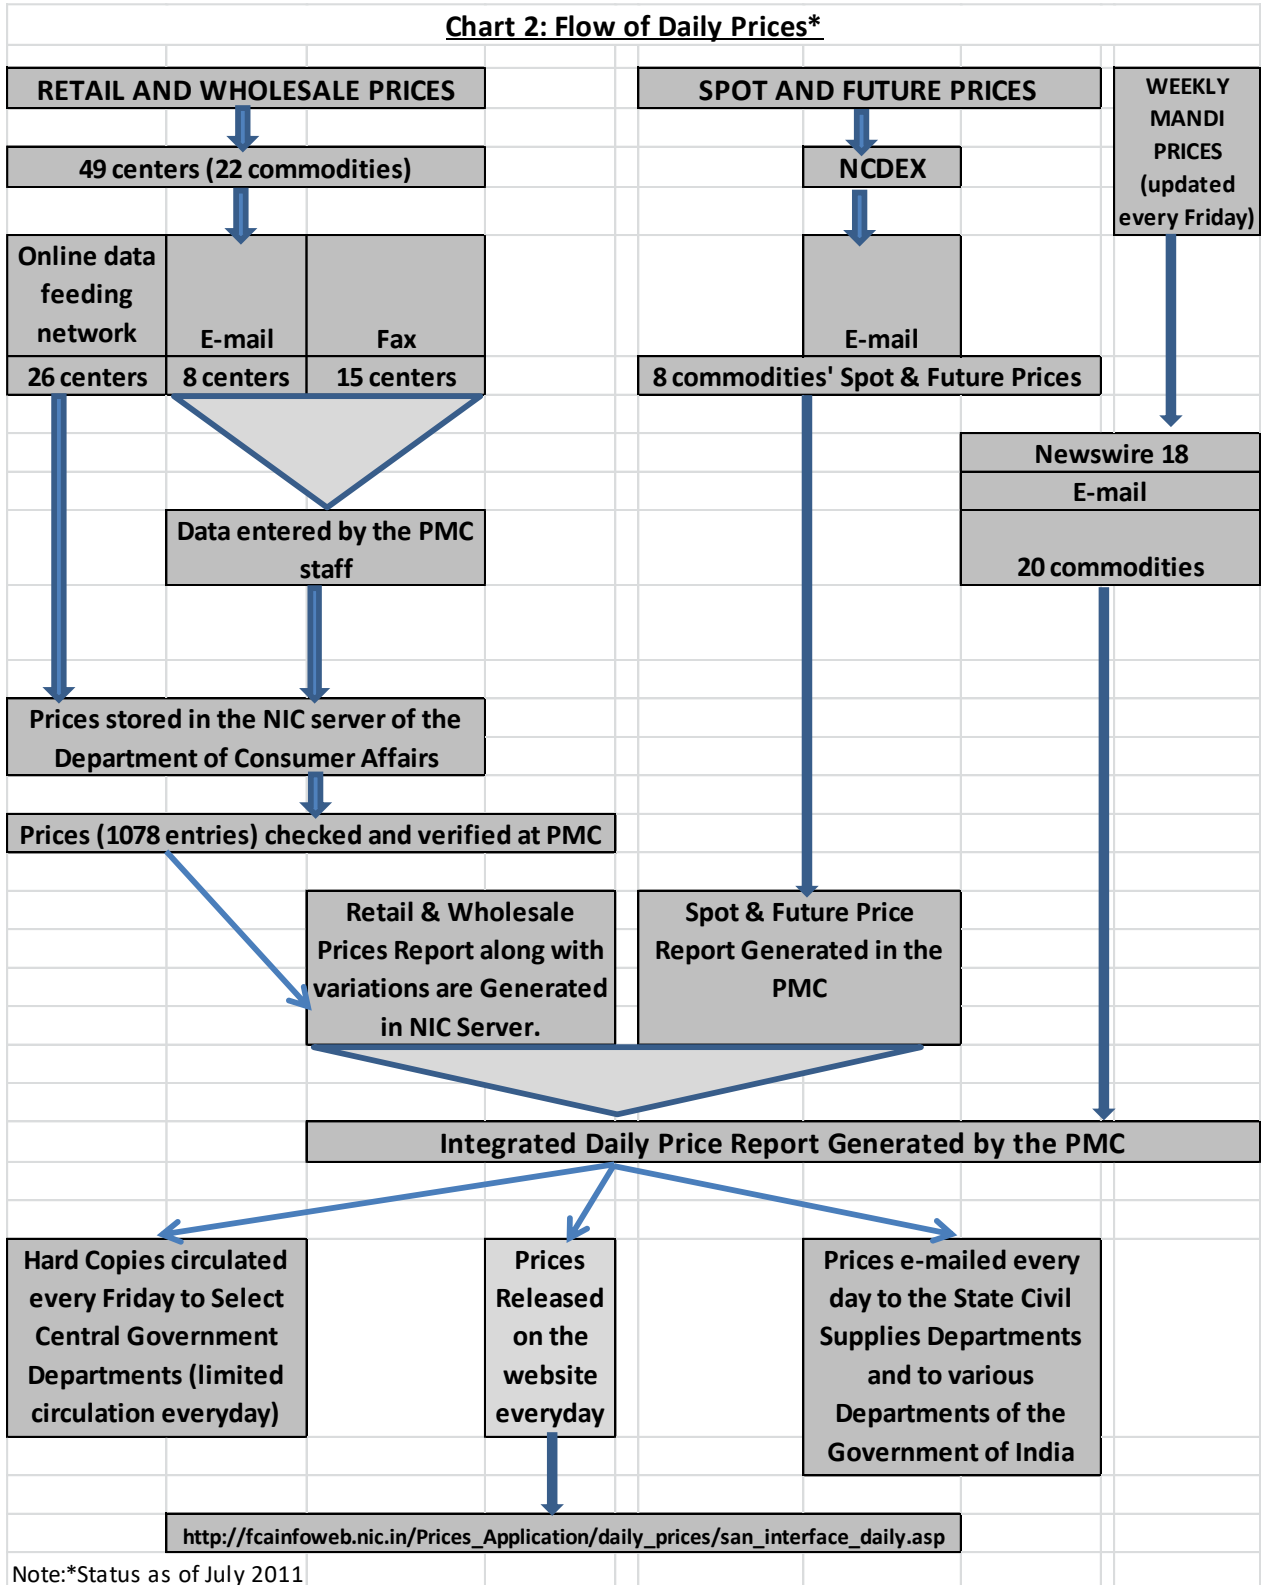 Chart 2: Flow of Daily Prices*
RETAIL AND WHOLESALE PRICES
49 centers (22 commodities)
Online data
feeding
network
E-mail
Fax
26 centers
8 centers
15 centers
Data entered by the PMC
staff
Prices stored in the NIC server of the
Department of Consumer Affairs
Prices (1078 entries) checked and verified at PMC
Retail & Wholesale
Prices Report along with
variations are Generated
in NIC Server.
SPOT AND FUTURE PRICES
NCDEX
E-mail
8 commodities' Spot & Future Prices
Spot & Future Price
Report Generated in the
PMC
WEEKLY
MANDI
PRICES
(updated
every Friday)
Newswire 18
E-mail
20 commodities
Integrated Daily Price Report Generated by the PMC
Hard Copies circulated
every Friday to Select
Central Government
Departments (limited
circulation everyday)
Prices
Released
on the
website
everyday
Prices e-mailed every
day to the State Civil
Supplies Departments
and to various
Departments of the
Government of India
http://fcainfoweb.nic.in/Prices_Application/daily_prices/san_interface_daily.asp
Note:*Status as of July 2011